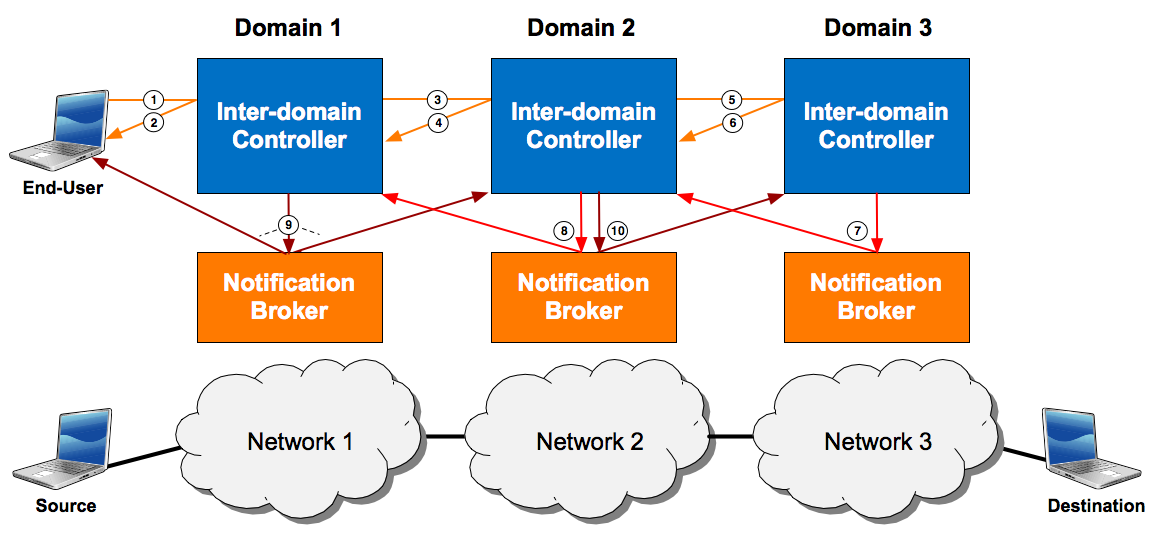 Domain 1
Domain 2
Domain 3
Inter-domain
Controller
Inter-domain
Controller
Inter-domain
Controller
1
2
3
4
5
6
End-User
9
8
10
7
Notification
Broker
Notification
Broker
Notification
Broker
Network 1
Network 2
Network 3
Source
Destination